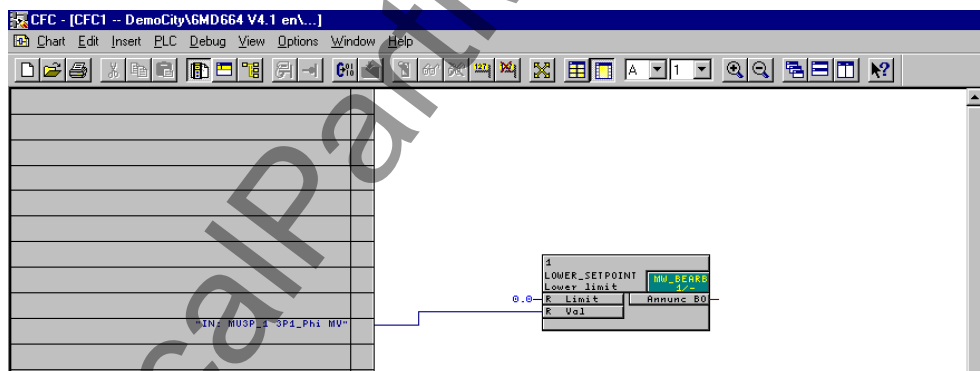 CFC - [CFC1 -- DemoCity\6MD664 V4.1 en\...]
Chart Edit Insert PLC Debug View Options Window Help
A 1
1
LOWER_SETPOINT MW_BEARB
Lower limit 1/-
0.0 R Limit Annunc BO
R Val
"IN: MU3P_1 3P1_Phi MV"